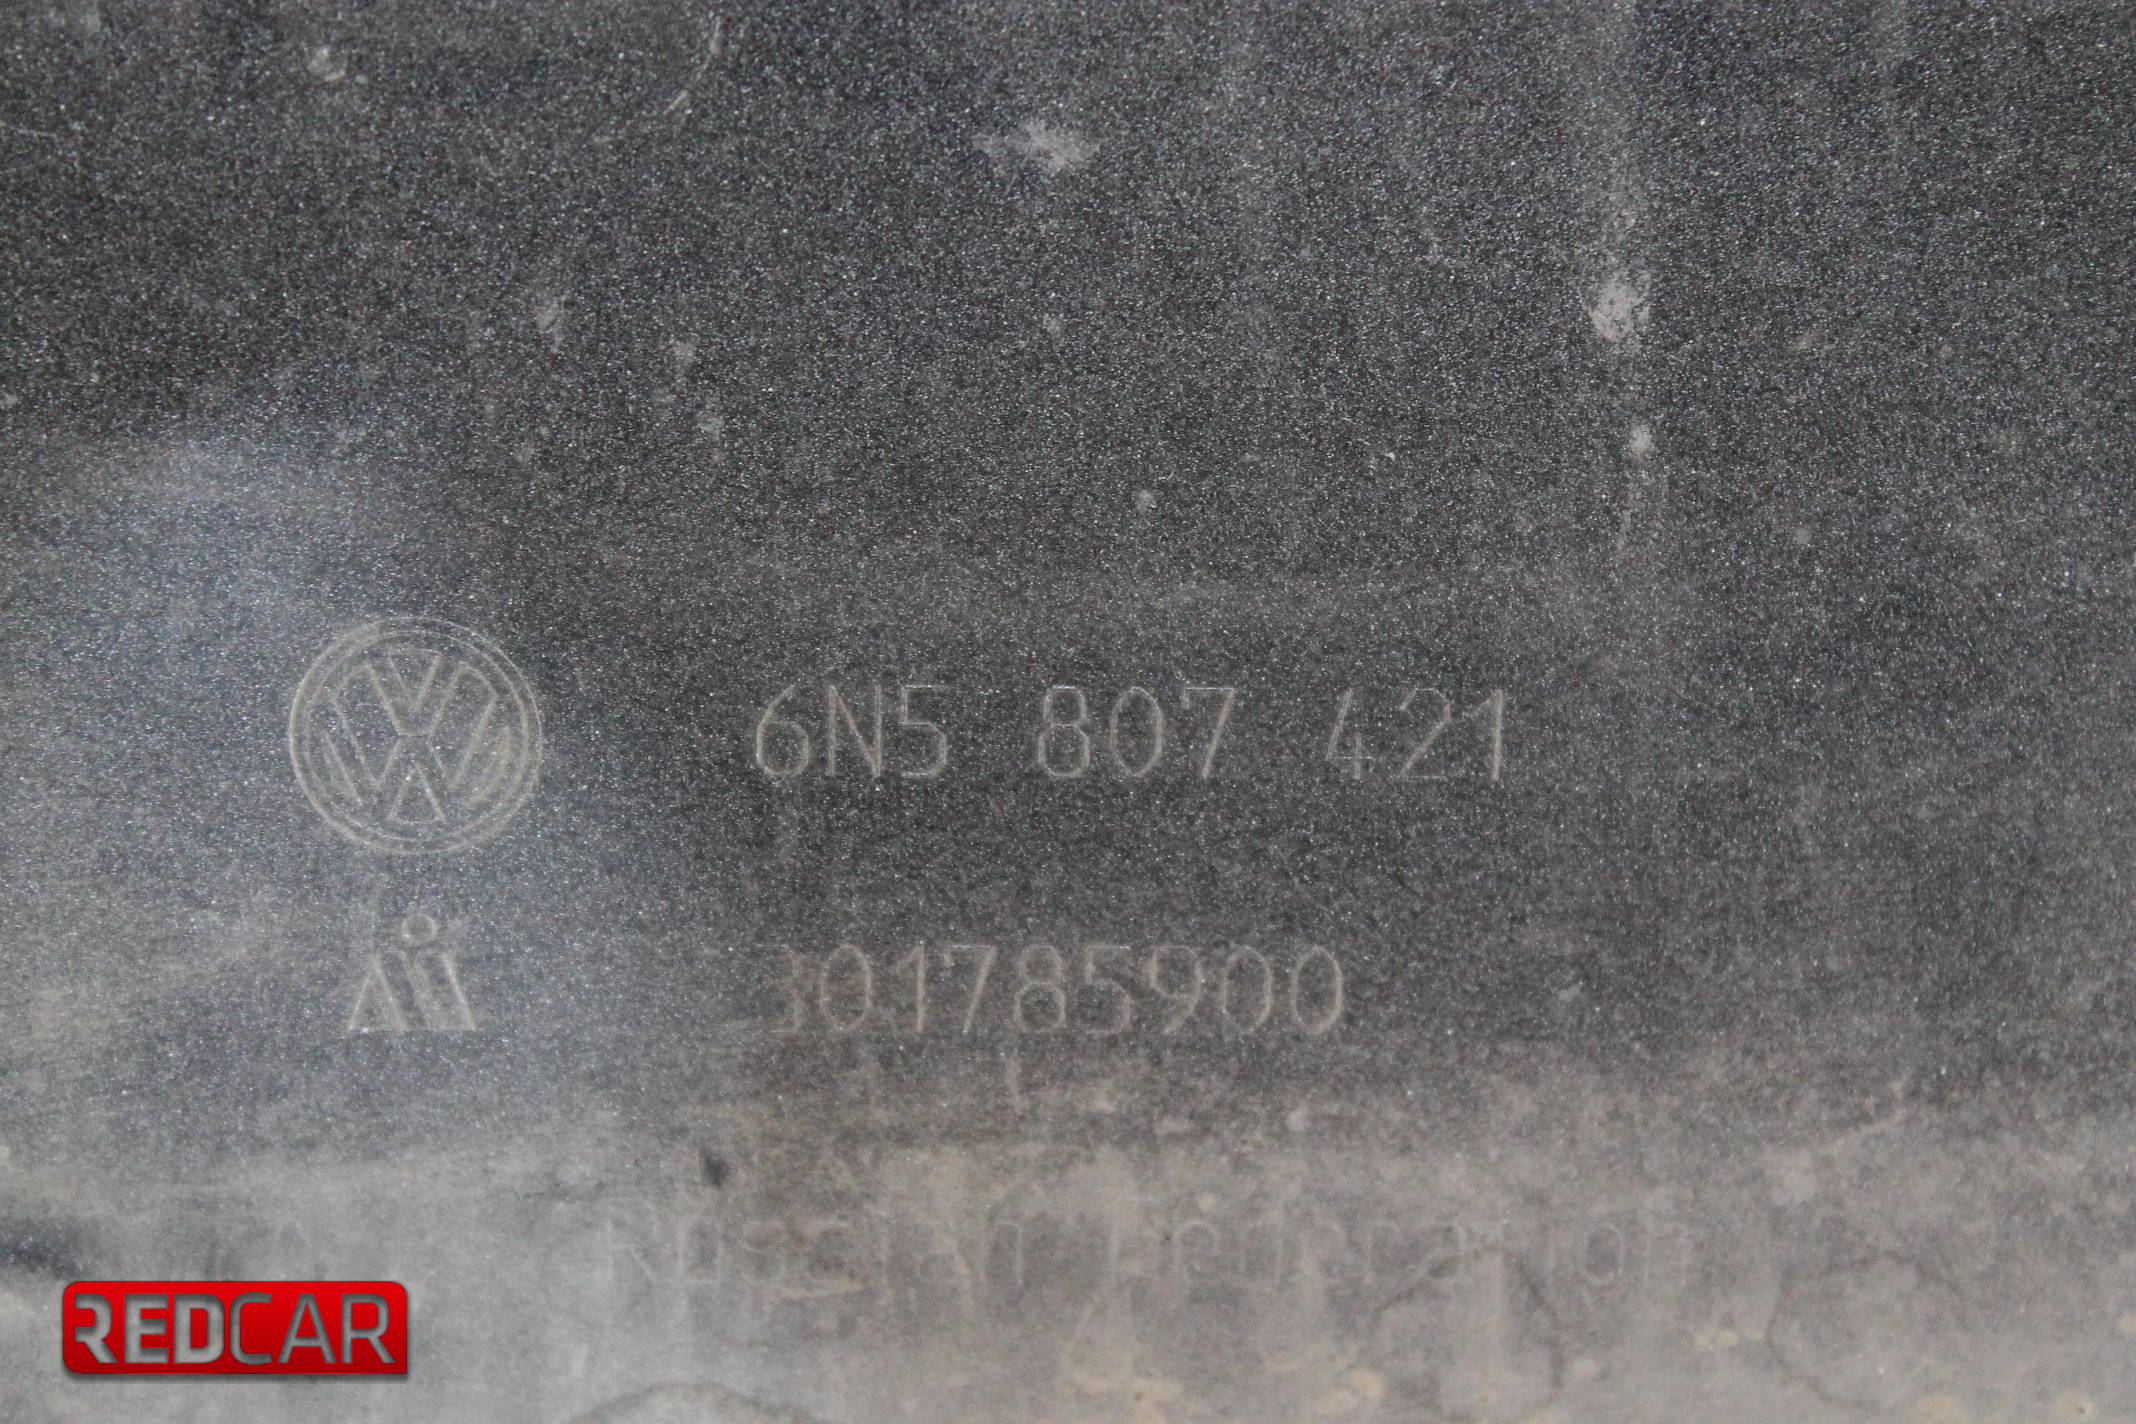 6N5 807 421
301785900
Russian Federation
REDCAR